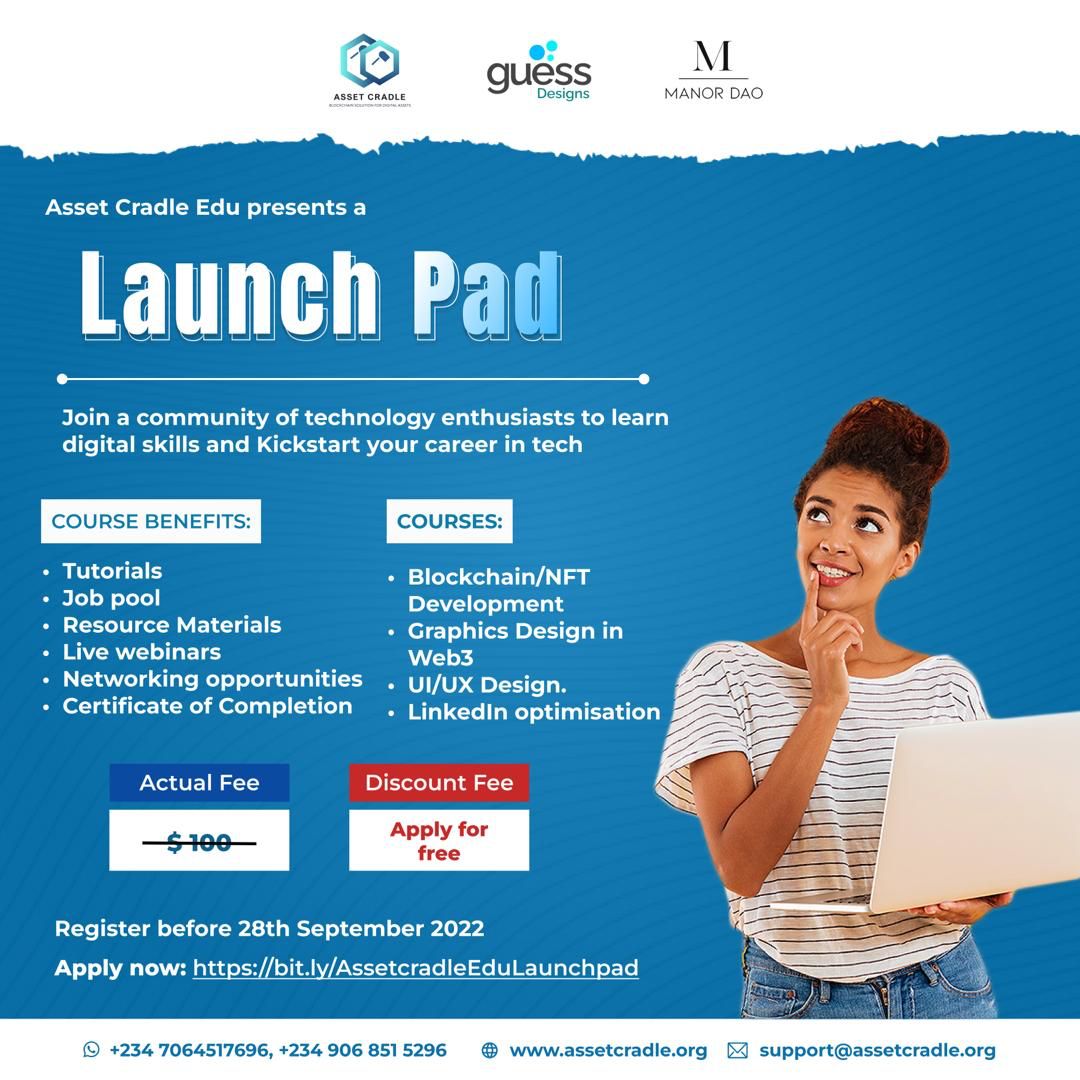 ASSET CRADLE
BLOCKCHAIN SOLUTION FOR DIGITAL ASSETS
guess
Designs
M
MANOR DAO
Asset Cradle Edu presents a
Launch Pad
Join a community of technology enthusiasts to learn
digital skills and Kickstart your career in tech
COURSE BENEFITS:
• Tutorials
• Job pool
• Resource Materials
• Live webinars
• Networking opportunities
• Certificate of Completion
COURSES:
• Blockchain/NFT
Development
• Graphics Design in
Web3
• UI/UX Design.
• LinkedIn optimisation
Actual Fee
$ 100
Discount Fee
Apply for
free
Register before 28th September 2022
Apply now: https://bit.ly/AssetcradleEduLaunchpad
+234 7064517696, +234 906 851 5296 www.assetcradle.org support@assetcradle.org